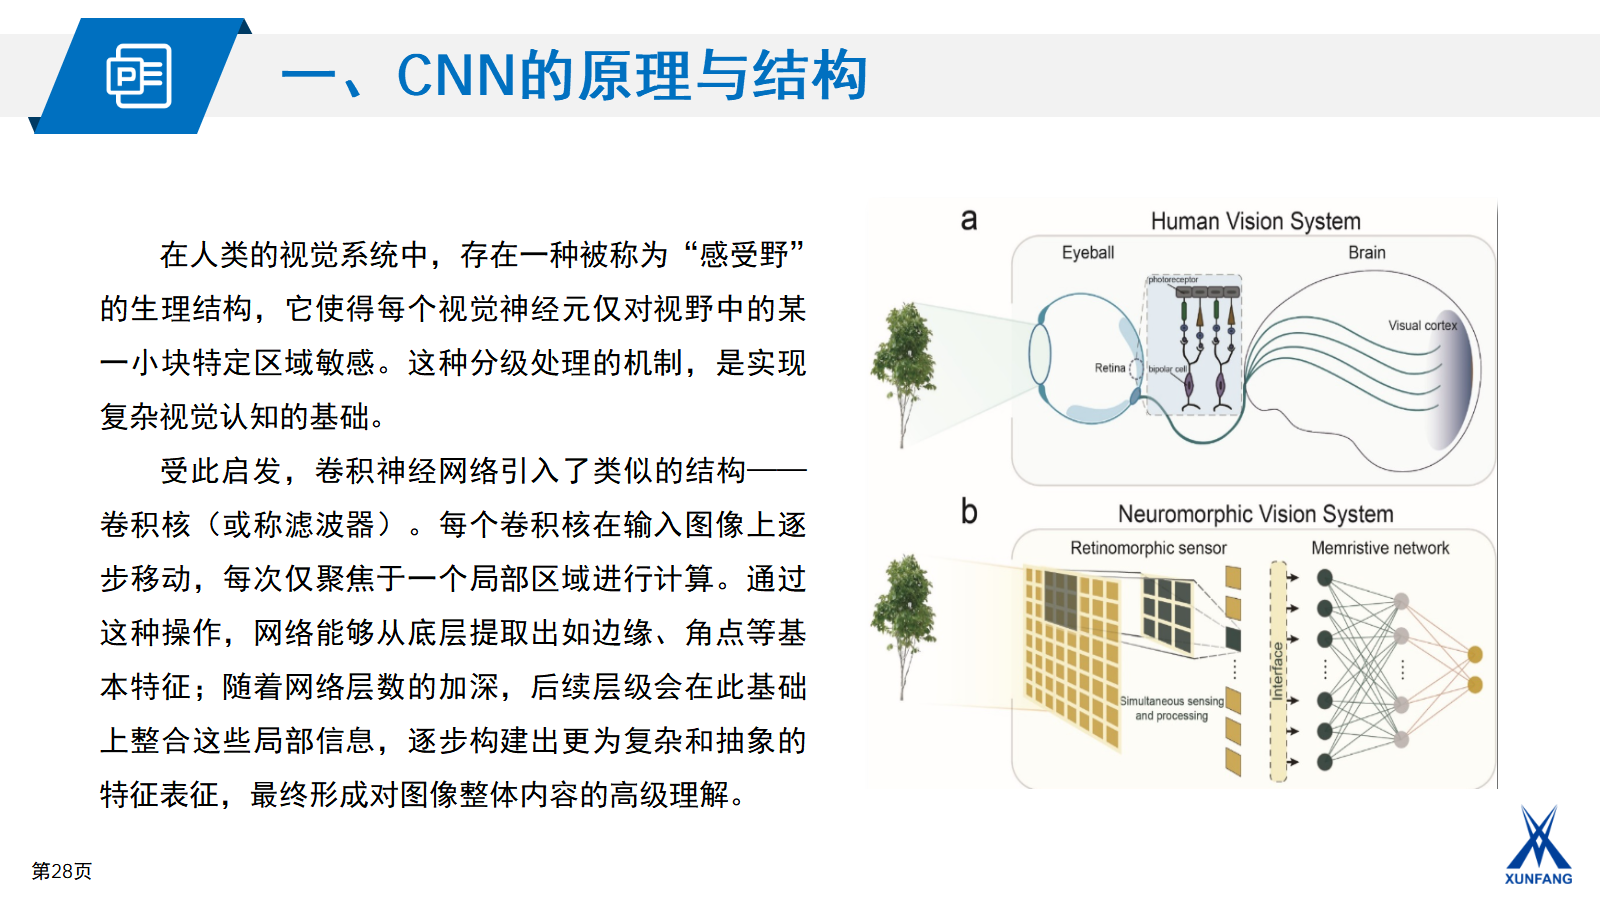 一、CNN的原理与结构
在人类的视觉系统中，存在一种被称为“感受野”
的生理结构，它使得每个视觉神经元仅对视野中的某
一小块特定区域敏感。这种分级处理的机制，是实现
复杂视觉认知的基础。
受此启发，卷积神经网络引入了类似的结构——
卷积核（或称滤波器）。每个卷积核在输入图像上逐
步移动，每次仅聚焦于一个局部区域进行计算。通过
这种操作，网络能够从底层提取出如边缘、角点等基
本特征；随着网络层数的加深，后续层级会在此基础
上整合这些局部信息，逐步构建出更为复杂和抽象的
特征表征，最终形成对图像整体内容的高级理解。
a
Human Vision System
Eyeball
Brain
photoreceptor
Visual cortex
Retina
bipolar cell
b
Neuromorphic Vision System
Retinomorphic sensor
Memristive network
Interface
Simultaneous sensing
and processing
第28页
XUNFANG